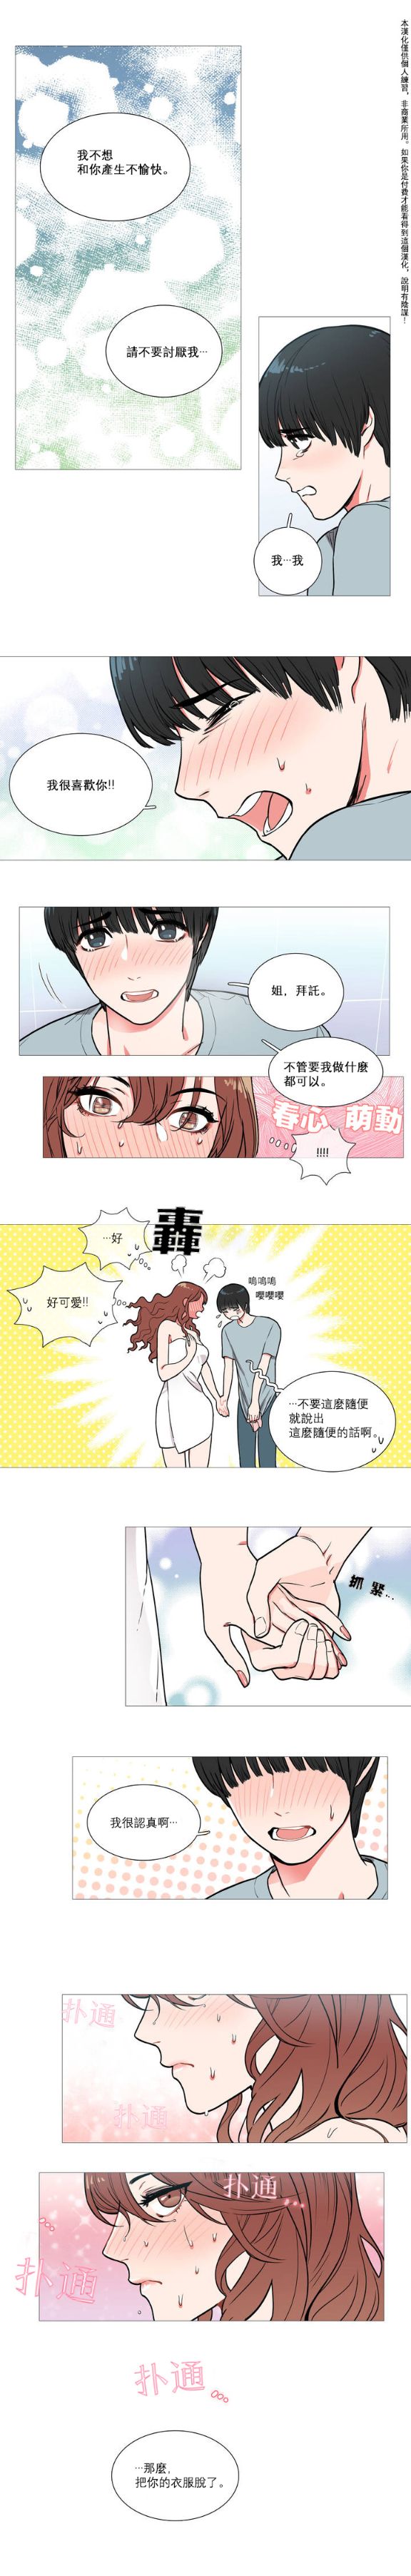 本漢化僅供個人練習，非商業所用。如果你是付費才能看得到這個漢化，說明有陰謀！
我不想
和你產生不愉快。
請不要討厭我…
我…我
我很喜歡你!!
姐，拜託。
不管要我做什麼
都可以。
春心 萌動
!!!!
…好
轟
好可愛!!
嗚嗚嗚
嚶嚶嚶
…不要這麼隨便
就說出
這麼隨便的話啊。
抓 緊…
我很認真啊…
扑通
扑通
扑通…
扑通
扑通
…那麼，
把你的衣服脫了。